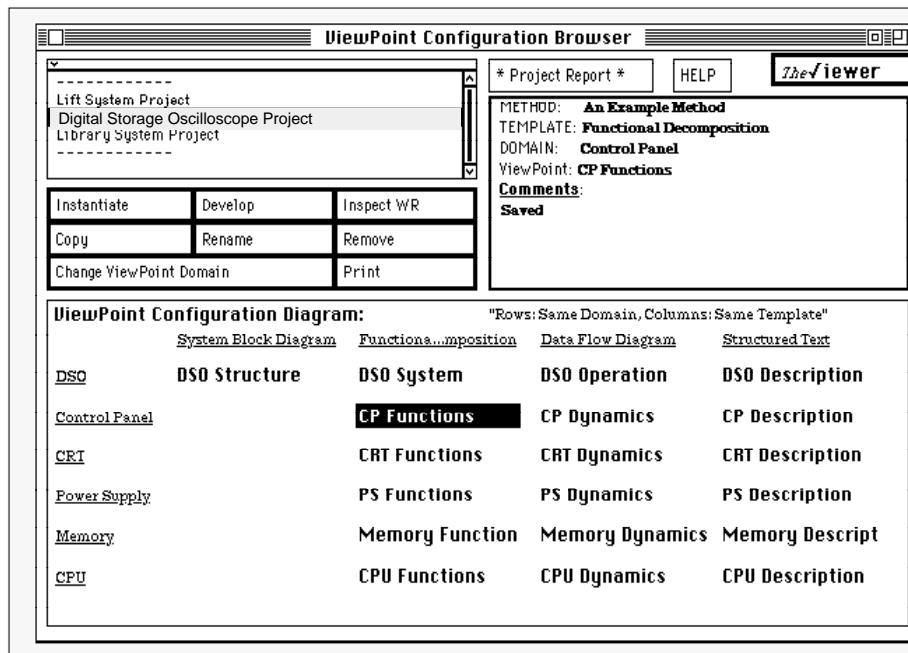 ViewPoint Configuration Browser
------------
Lift System Project
Digital Storage Oscilloscope Project
Library System Project
------------
* Project Report *
HELP
The√iewer
METHOD: An Example Method
TEMPLATE: Functional Decomposition
DOMAIN: Control Panel
ViewPoint: CP Functions
Comments:
Saved
Instantiate Develop Inspect WR
Copy Rename Remove
Change ViewPoint Domain Print
ViewPoint Configuration Diagram: "Rows: Same Domain, Columns: Same Template"
System Block Diagram Functiona...mposition Data Flow Diagram Structured Text
DSO DSO Structure DSO System DSO Operation DSO Description
Control Panel CP Functions CP Dynamics CP Description
CRT CRT Functions CRT Dynamics CRT Description
Power Supply PS Functions PS Dynamics PS Description
Memory Memory Function Memory Dynamics Memory Descript
CPU CPU Functions CPU Dynamics CPU Description